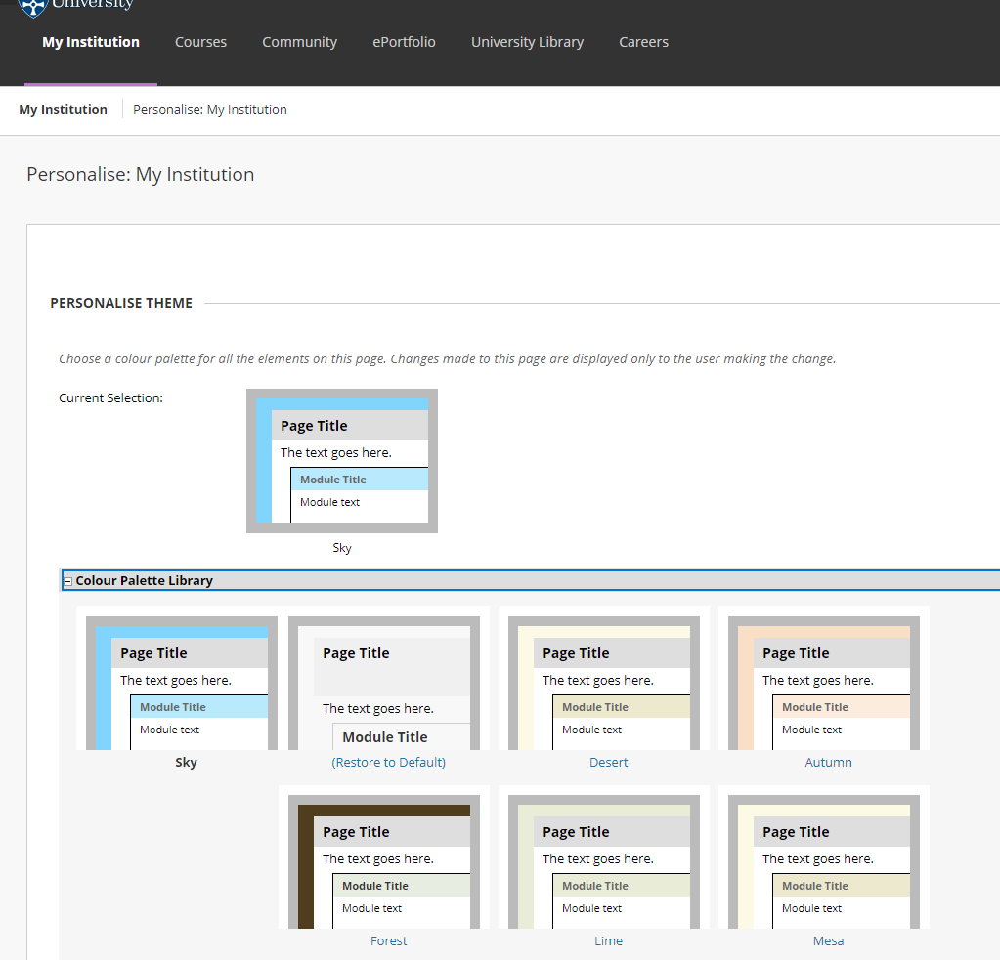 University
My Institution Courses Community ePortfolio University Library Careers
My Institution Personalise: My Institution
Personalise: My Institution
PERSONALISE THEME
Choose a colour palette for all the elements on this page. Changes made to this page are displayed only to the user making the change.
Current Selection:
Page Title
The text goes here.
Module Title
Module text
Sky
Colour Palette Library
Page Title
The text goes here.
Module Title
Module text
Sky
Page Title
The text goes here.
Module Title
(Restore to Default)
Page Title
The text goes here.
Module Title
Module text
Desert
Page Title
The text goes here.
Module Title
Module text
Autumn
Page Title
The text goes here.
Module Title
Module text
Forest
Page Title
The text goes here.
Module Title
Module text
Lime
Page Title
The text goes here.
Module Title
Module text
Mesa